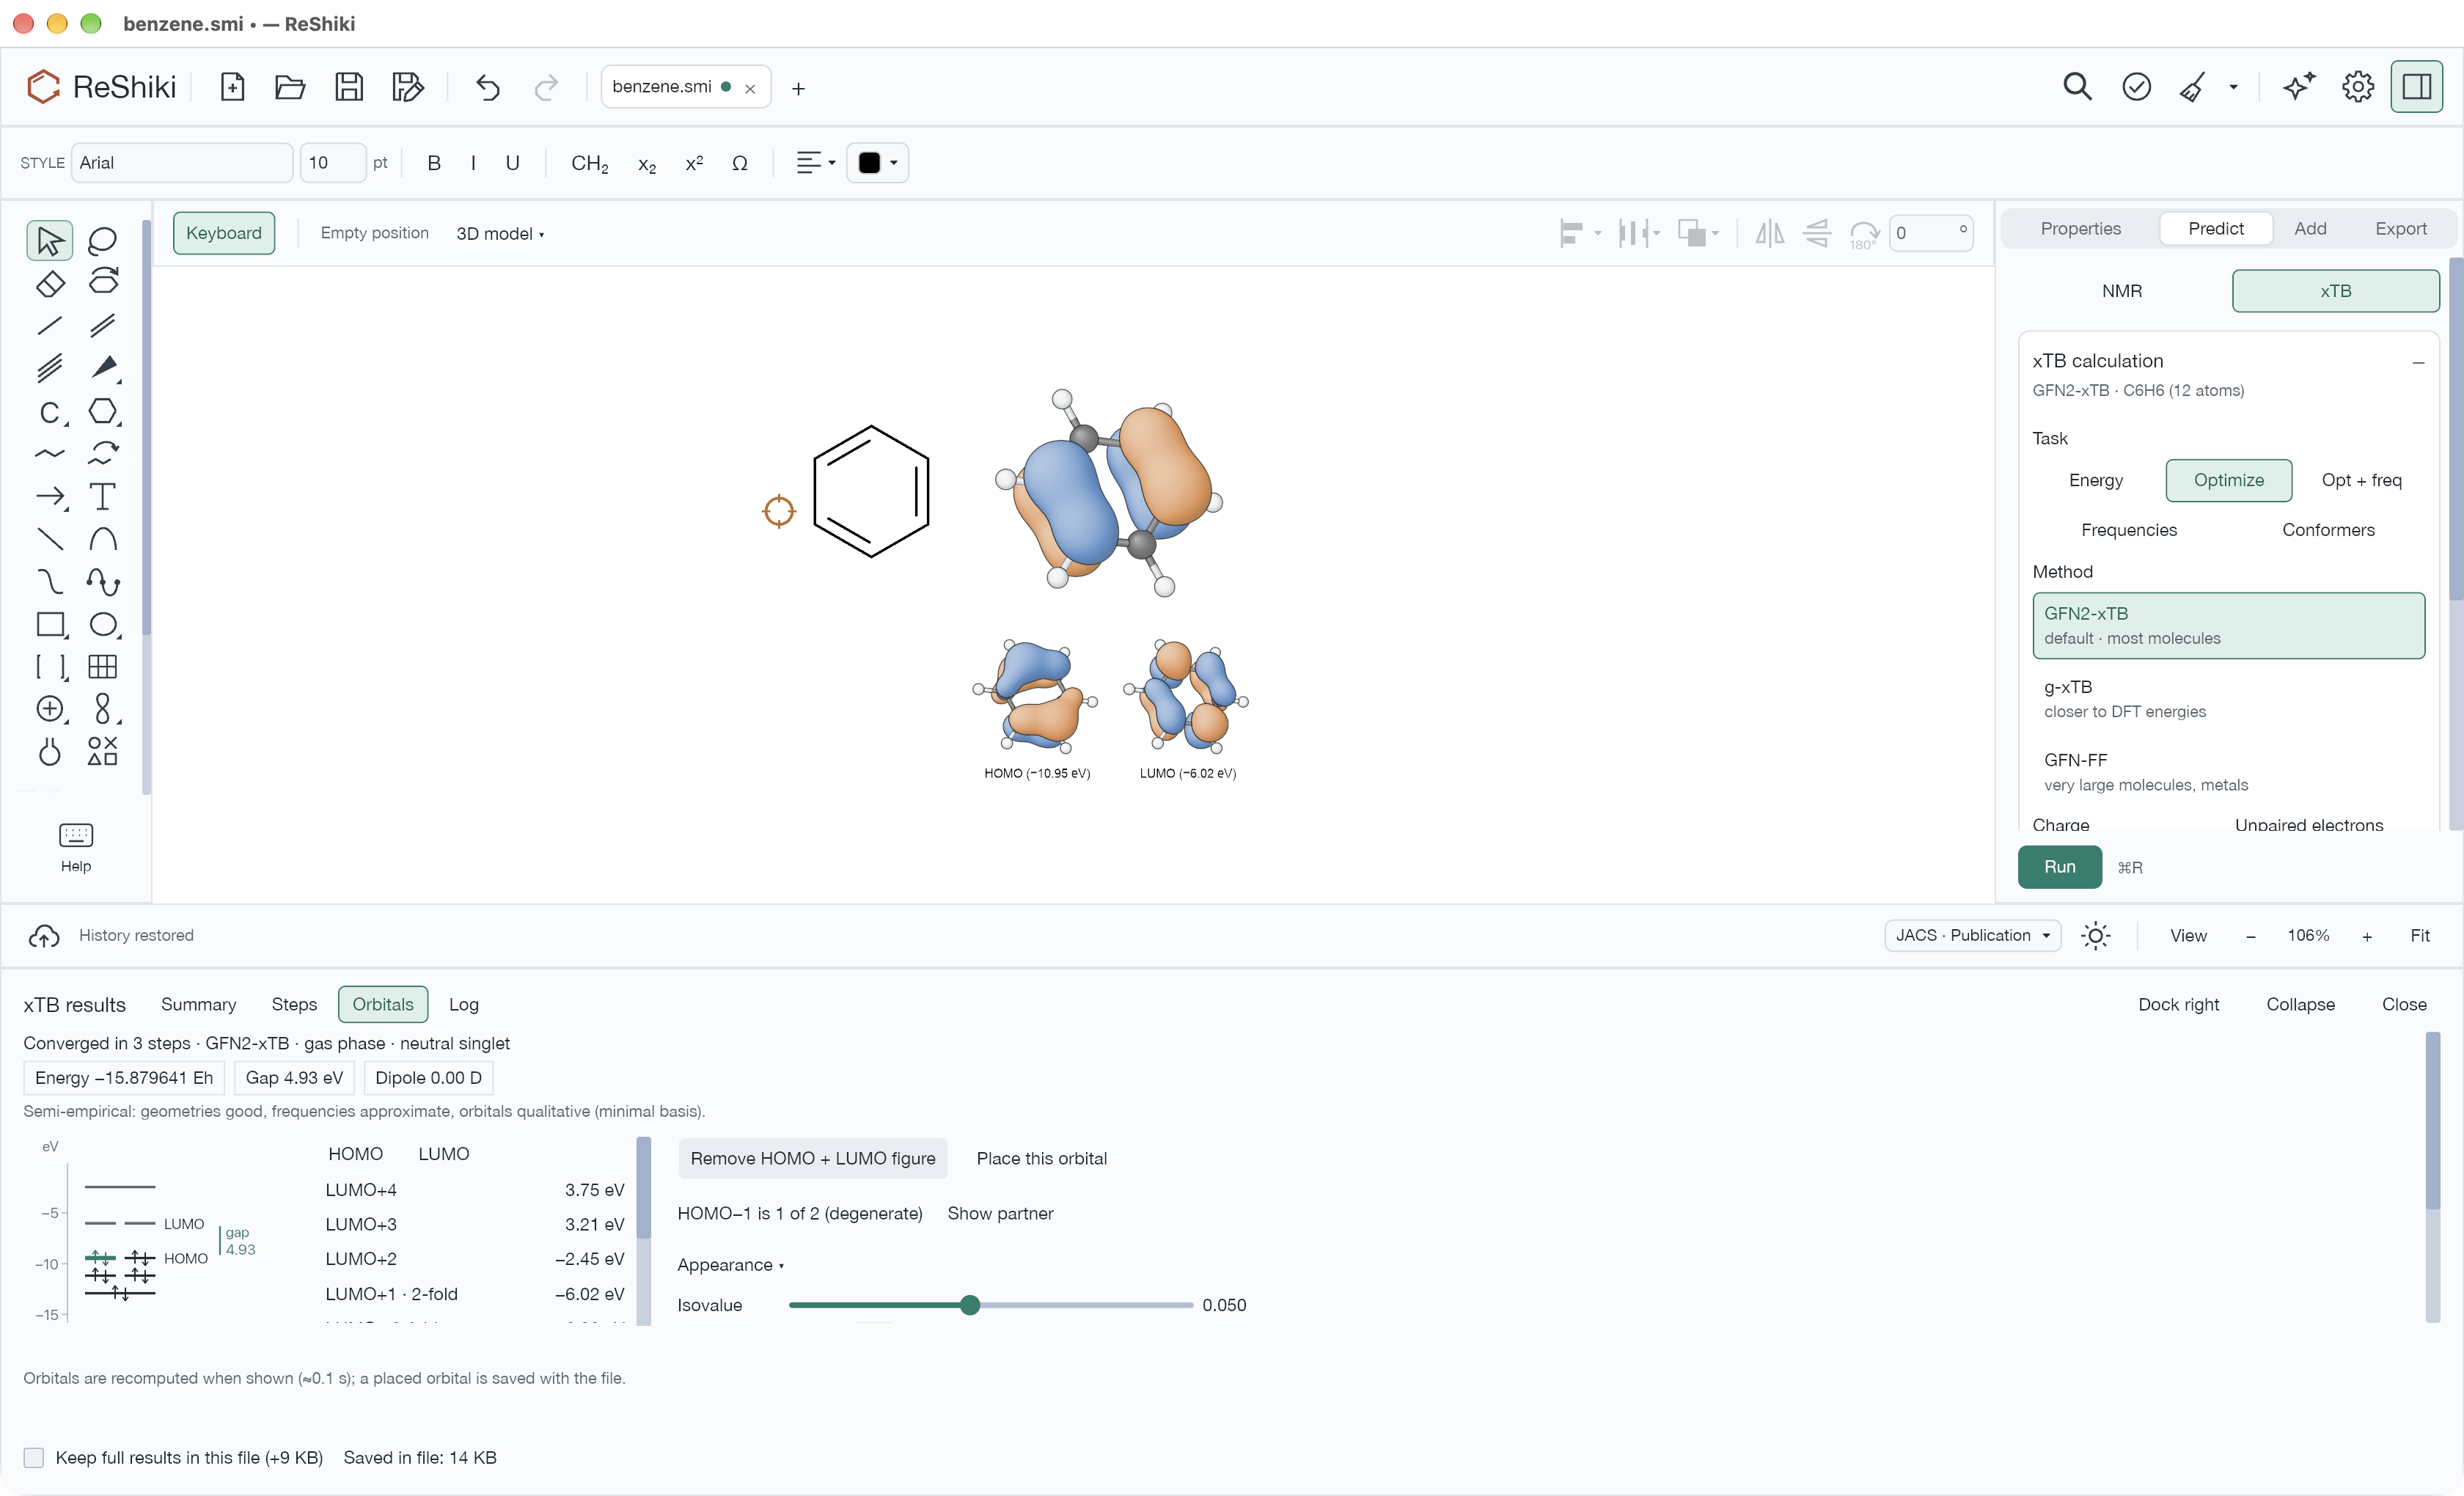 benzene.smi • — ReShiki
ReShiki
benzene.smi
STYLE Arial 10 pt B I U CH₂ x₂ x² Ω
Keyboard Empty position 3D model
180° 0 °
Properties Predict Add Export
NMR xTB
xTB calculation
GFN2-xTB · C6H6 (12 atoms)
Task
Energy Optimize Opt + freq
Frequencies Conformers
Method
GFN2-xTB
default · most molecules
g-xTB
closer to DFT energies
GFN-FF
very large molecules, metals
Charge Unpaired electrons
Run ⌘R
C
T
Help
HOMO (−10.95 eV) LUMO (−6.02 eV)
History restored
JACS · Publication View − 106% + Fit
xTB results Summary Steps Orbitals Log Dock right Collapse Close
Converged in 3 steps · GFN2-xTB · gas phase · neutral singlet
Energy −15.879641 Eh Gap 4.93 eV Dipole 0.00 D
Semi-empirical: geometries good, frequencies approximate, orbitals qualitative (minimal basis).
eV
−5
−10
−15
LUMO
HOMO
gap
4.93
HOMO LUMO
LUMO+4 3.75 eV
LUMO+3 3.21 eV
LUMO+2 −2.45 eV
LUMO+1 · 2-fold −6.02 eV
Remove HOMO + LUMO figure Place this orbital
HOMO−1 is 1 of 2 (degenerate) Show partner
Appearance
Isovalue 0.050
Orbitals are recomputed when shown (≈0.1 s); a placed orbital is saved with the file.
Keep full results in this file (+9 KB) Saved in file: 14 KB